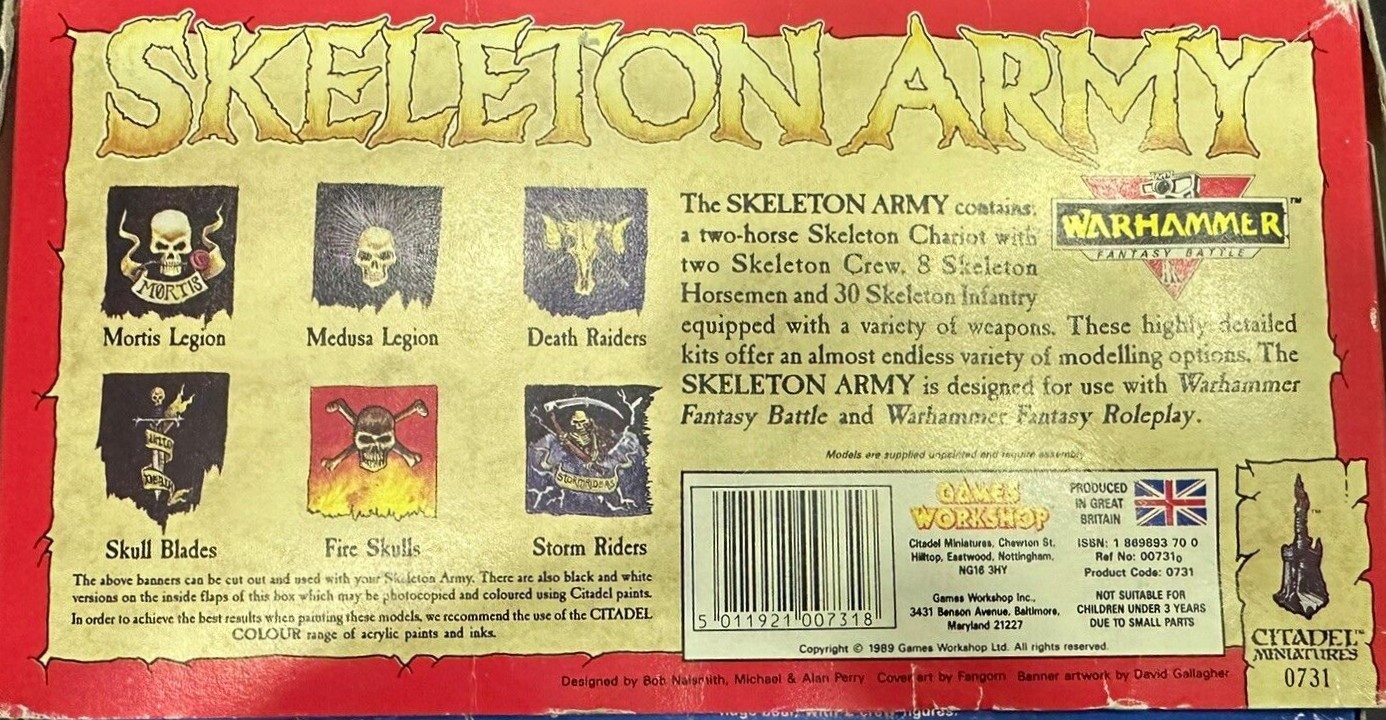 SKELETON ARMY
MORTIS
Mortis Legion
Medusa Legion
Death Raiders
Skull Blades
Fire Skulls
STORMRIDERS
Storm Riders
The above banners can be cut out and used with your Skeleton Army. There are also black and white
versions on the inside flaps of this box which may be photocopied and coloured using Citadel paints.
In order to achieve the best results when painting these models, we recommend the use of the CITADEL
COLOUR range of acrylic paints and inks.
The SKELETON ARMY contains:
a two-horse Skeleton Chariot with
two Skeleton Crew, 8 Skeleton
Horsemen and 30 Skeleton Infantry
equipped with a variety of weapons. These highly detailed
kits offer an almost endless variety of modelling options. The
SKELETON ARMY is designed for use with Warhammer
Fantasy Battle and Warhammer Fantasy Roleplay.
WARHAMMER™
FANTASY BATTLE
Models are supplied unpainted and require assembly
5 011921 007318
GAMES
WORKSHOP
Citadel Miniatures, Chewton St.
Hilltop, Eastwood, Nottingham,
NG16 3HY
Games Workshop Inc.,
3431 Benson Avenue, Baltimore,
Maryland 21227
PRODUCED
IN GREAT
BRITAIN
ISBN: 1 869893 70 0
Ref No: 007310
Product Code: 0731
NOT SUITABLE FOR
CHILDREN UNDER 3 YEARS
DUE TO SMALL PARTS
Copyright © 1989 Games Workshop Ltd. All rights reserved.
™
CITADEL™
MINIATURES
0731
Designed by Bob Naismith, Michael & Alan Perry Cover art by Fangorn Banner artwork by David Gallagher